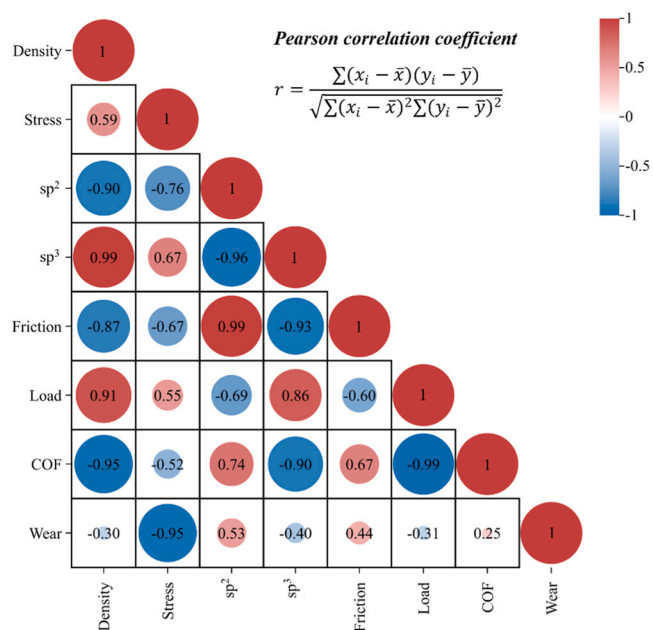 Pearson correlation coefficient
r = ∑(xᵢ − x̄)(yᵢ − ȳ) / √∑(xᵢ − x̄)²∑(yᵢ − ȳ)²
1
0.5
0
-0.5
-1
Density 1
Stress 0.59 1
sp² -0.90 -0.76 1
sp³ 0.99 0.67 -0.96 1
Friction -0.87 -0.67 0.99 -0.93 1
Load 0.91 0.55 -0.69 0.86 -0.60 1
COF -0.95 -0.52 0.74 -0.90 0.67 -0.99 1
Wear -0.30 -0.95 0.53 -0.40 0.44 -0.31 0.25 1
Density Stress sp² sp³ Friction Load COF Wear